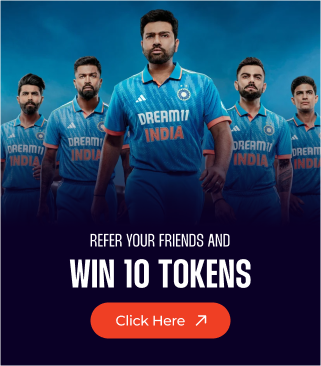 DREAM11
INDIA
DREAM11
INDIA
DREAM11
INDIA
DREAM11
INDIA
DREAM11
INDIA
REFER YOUR FRIENDS AND
WIN 10 TOKENS
Click Here